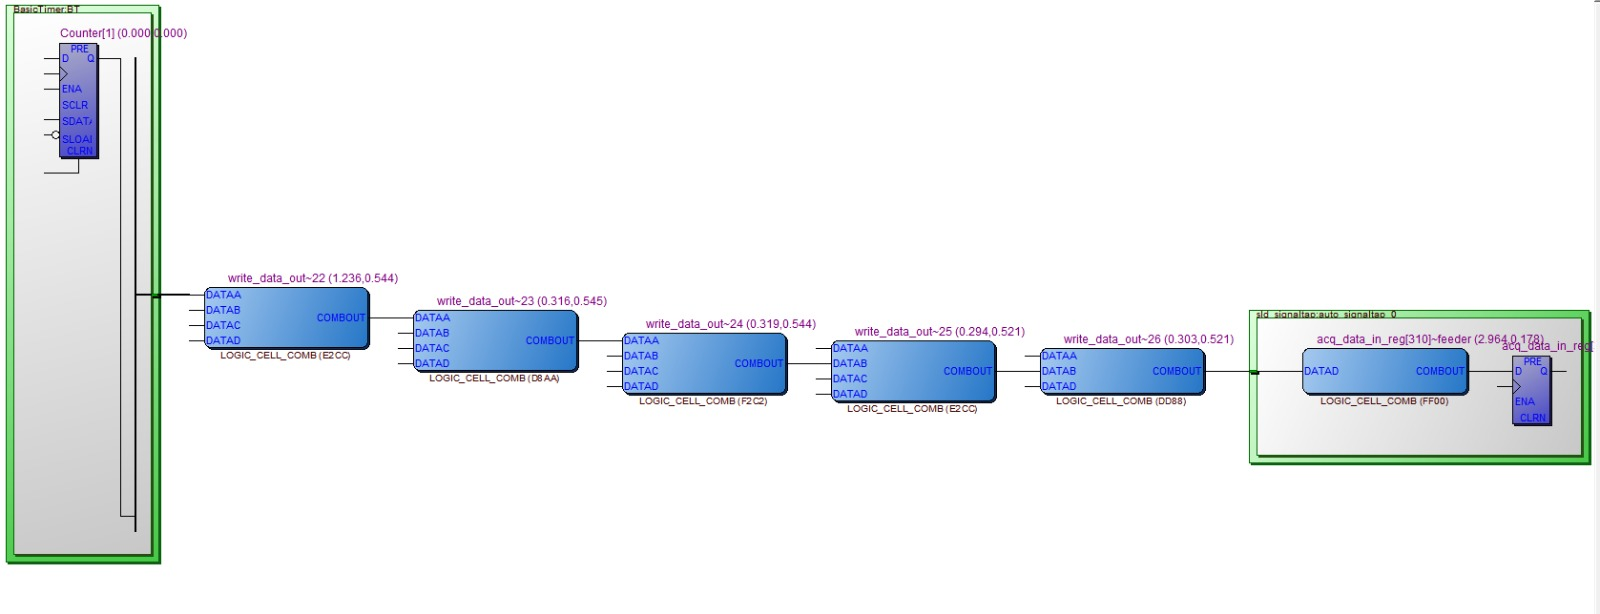 BasicTimer:BT
Counter[1] (0.000,0.000)
PRE
D Q
ENA
SCLR
SDATA
SLOAD
CLRN
write_data_out~22 (1.236,0.544)
DATAA
DATAB
DATAC
DATAD
COMBOUT
LOGIC_CELL_COMB (E2CC)
write_data_out~23 (0.316,0.545)
DATAA
DATAB
DATAC
DATAD
COMBOUT
LOGIC_CELL_COMB (D8AA)
write_data_out~24 (0.319,0.544)
DATAA
DATAB
DATAC
DATAD
COMBOUT
LOGIC_CELL_COMB (F2C2)
write_data_out~25 (0.294,0.521)
DATAA
DATAB
DATAC
DATAD
COMBOUT
LOGIC_CELL_COMB (E2CC)
write_data_out~26 (0.303,0.521)
DATAA
DATAB
DATAD
COMBOUT
LOGIC_CELL_COMB (DD88)
sld_signaltap:auto_signaltap_0
acq_data_in_reg[310]~feeder (2.964,0.178)
DATAD
COMBOUT
LOGIC_CELL_COMB (FF00)
acq_data_in_reg[
PRE
D Q
ENA
CLRN